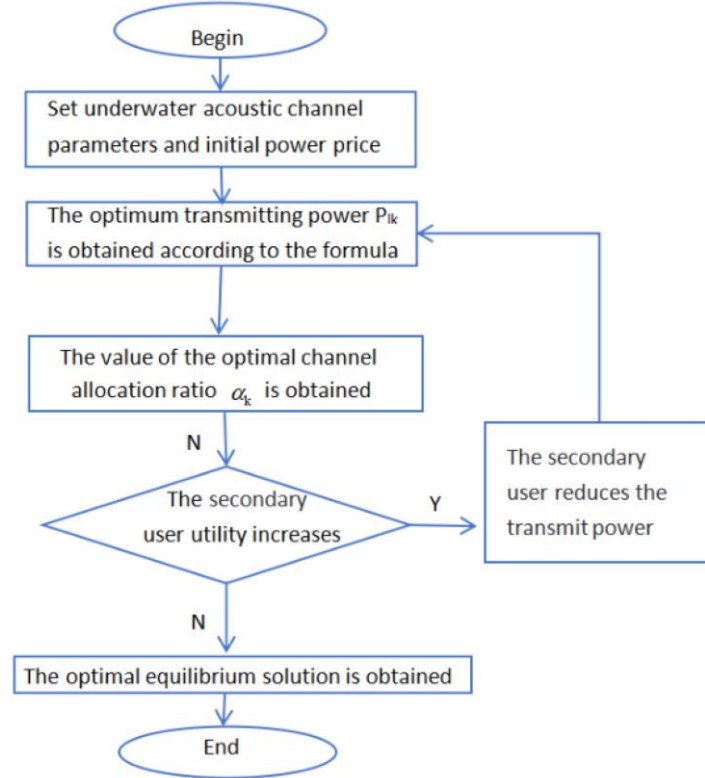 Begin
Set underwater acoustic channel
parameters and initial power price
The optimum transmitting power Plk
is obtained according to the formula
The value of the optimal channel
allocation ratio αk is obtained
N
The secondary
user utility increases
Y
The secondary
user reduces the
transmit power
N
The optimal equilibrium solution is obtained
End